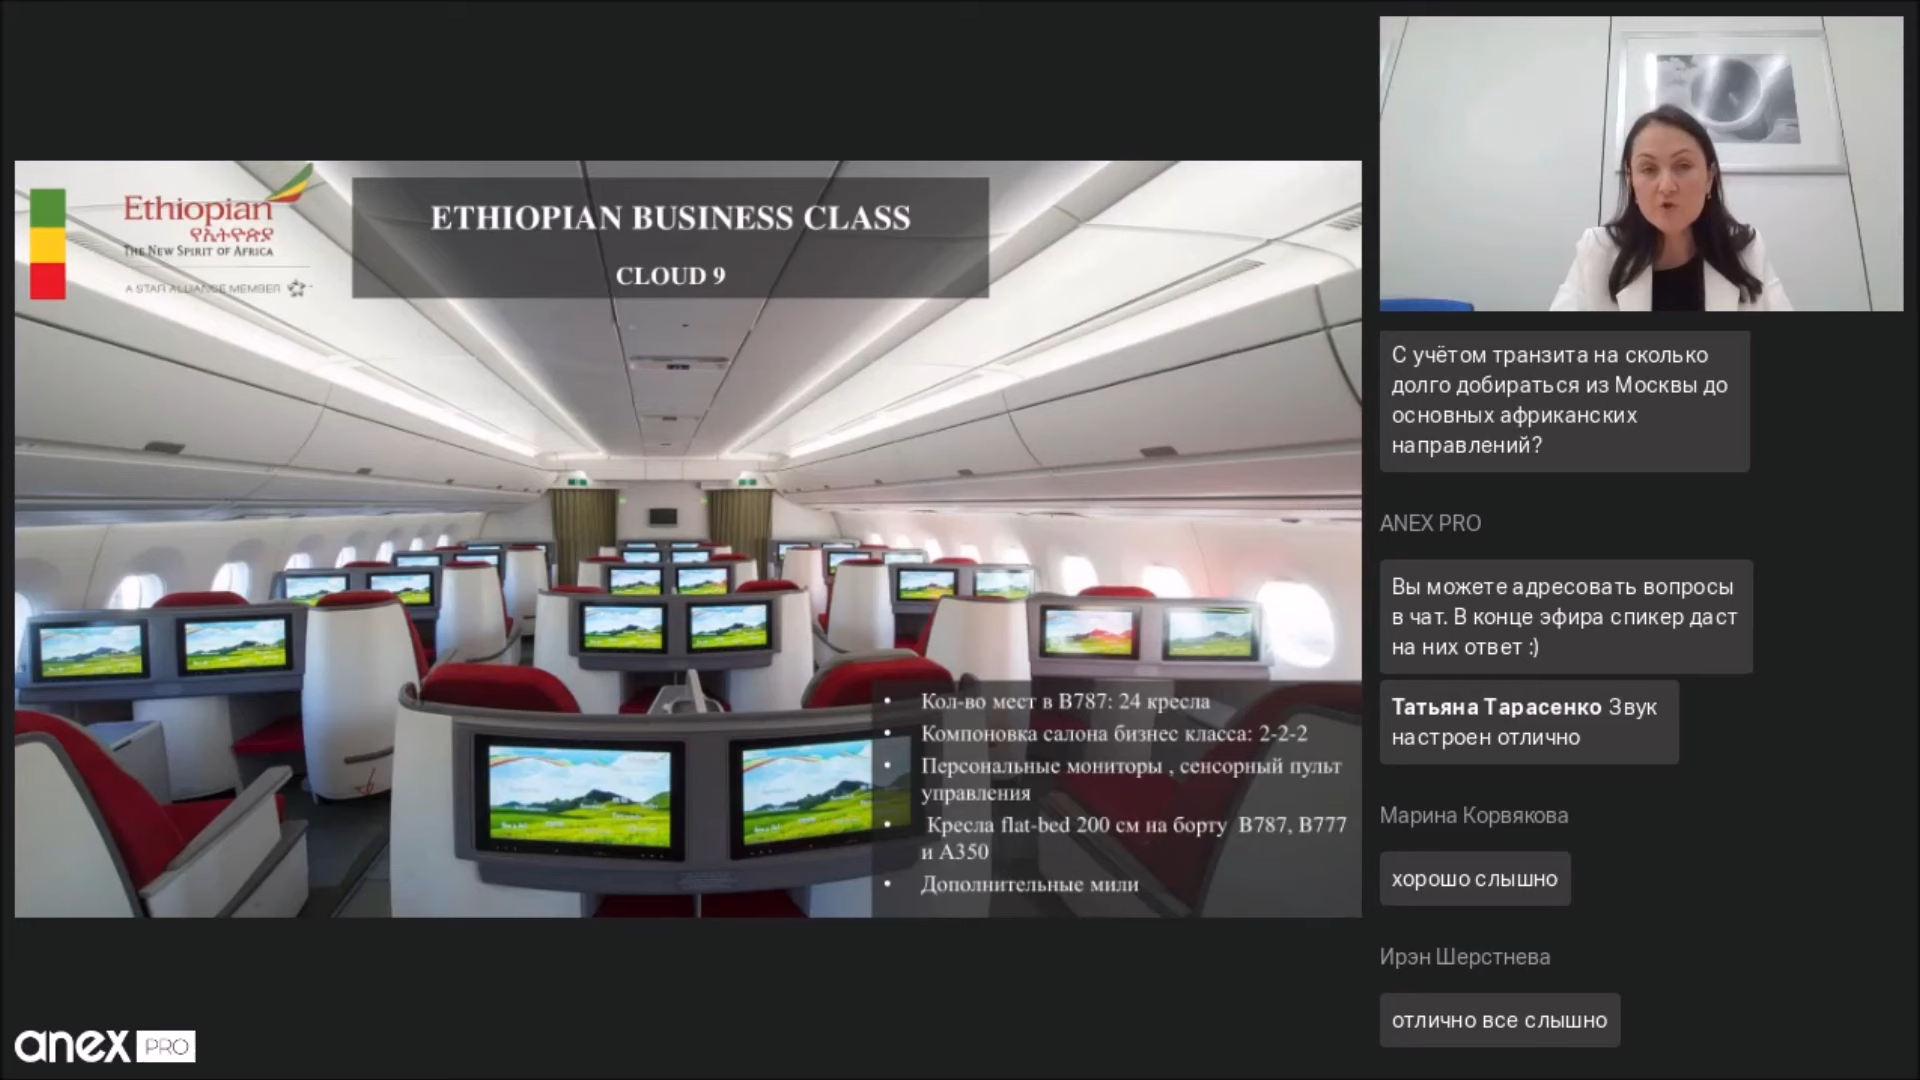 Ethiopian
የኢትዮጵያ
THE NEW SPIRIT OF AFRICA
A STAR ALLIANCE MEMBER
ETHIOPIAN BUSINESS CLASS
CLOUD 9
• Кол-во мест в B787: 24 кресла
• Компоновка салона бизнес класса: 2-2-2
• Персональные мониторы , сенсорный пульт
управления
• Кресла flat-bed 200 см на борту B787, B777
и A350
• Дополнительные мили
anex PRO
С учётом транзита на сколько
долго добираться из Москвы до
основных африканских
направлений?
ANEX PRO
Вы можете адресовать вопросы
в чат. В конце эфира спикер даст
на них ответ :)
Татьяна Тарасенко Звук
настроен отлично
Марина Корвякова
хорошо слышно
Ирэн Шерстнева
отлично все слышно